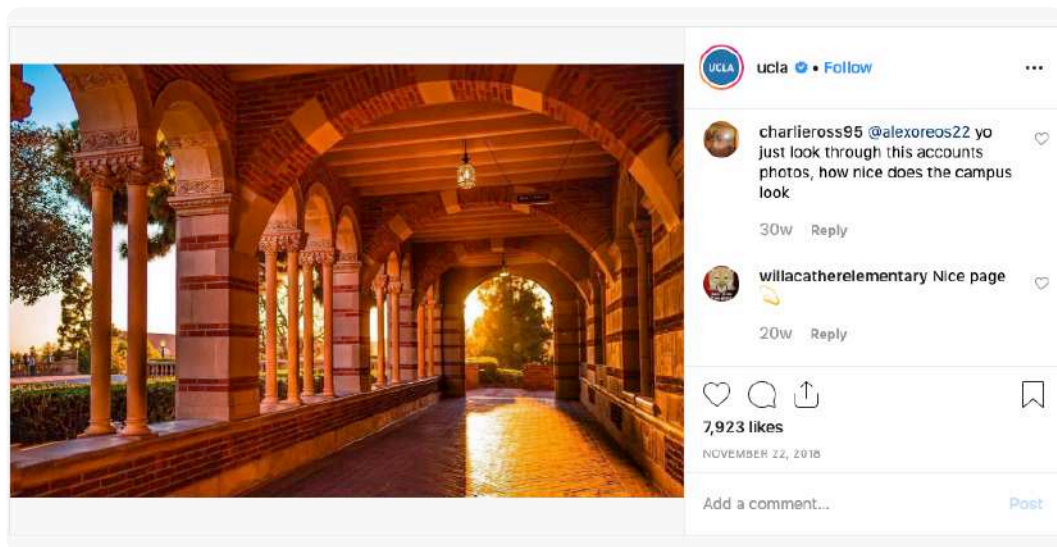 UCLA
ucla • Follow
charlieross95 @alexoreos22 yo
just look through this accounts
photos, how nice does the campus
look
30w Reply
willacatherelementary Nice page
20w Reply
7,923 likes
NOVEMBER 22, 2018
Add a comment...
Post